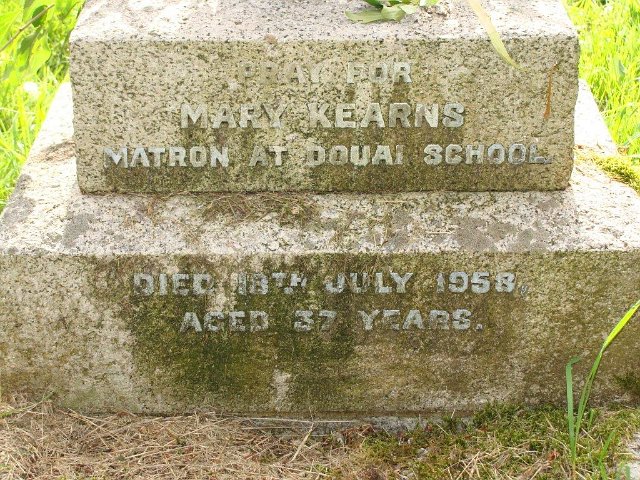 PRAY FOR
MARY KEARNS
MATRON AT DOUAI SCHOOL.
DIED 18TH JULY 1958.,
AGED 37 YEARS.